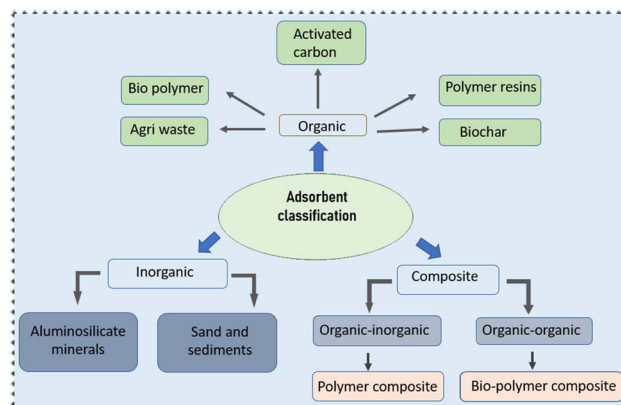 Activated
carbon
Bio polymer
Polymer resins
Agri waste
Organic
Biochar
Adsorbent
classification
Inorganic
Composite
Aluminosilicate
minerals
Sand and
sediments
Organic-inorganic
Organic-organic
Polymer composite
Bio-polymer composite